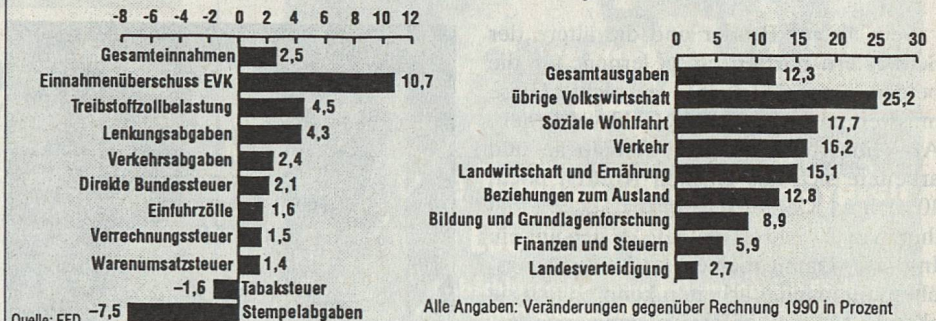 -8 -6 -4 -2 0 2 4 6 8 10 12
Gesamteinnahmen 2,5
Einnahmenüberschuss EVK 10,7
Treibstoffzollbelastung 4,5
Lenkungsabgaben 4,3
Verkehrsabgaben 2,4
Direkte Bundessteuer 2,1
Einfuhrzölle 1,6
Verrechnungssteuer 1,5
Warenumsatzsteuer 1,4
–1,6 Tabaksteuer
–7,5 Stempelabgaben
Quelle: EFD
0 5 10 15 20 25 30
Gesamtausgaben 12,3
übrige Volkswirtschaft 25,2
Soziale Wohlfahrt 17,7
Verkehr 16,2
Landwirtschaft und Ernährung 15,1
Beziehungen zum Ausland 12,8
Bildung und Grundlagenforschung 8,9
Finanzen und Steuern 5,9
Landesverteidigung 2,7
Alle Angaben: Veränderungen gegenüber Rechnung 1990 in Prozent